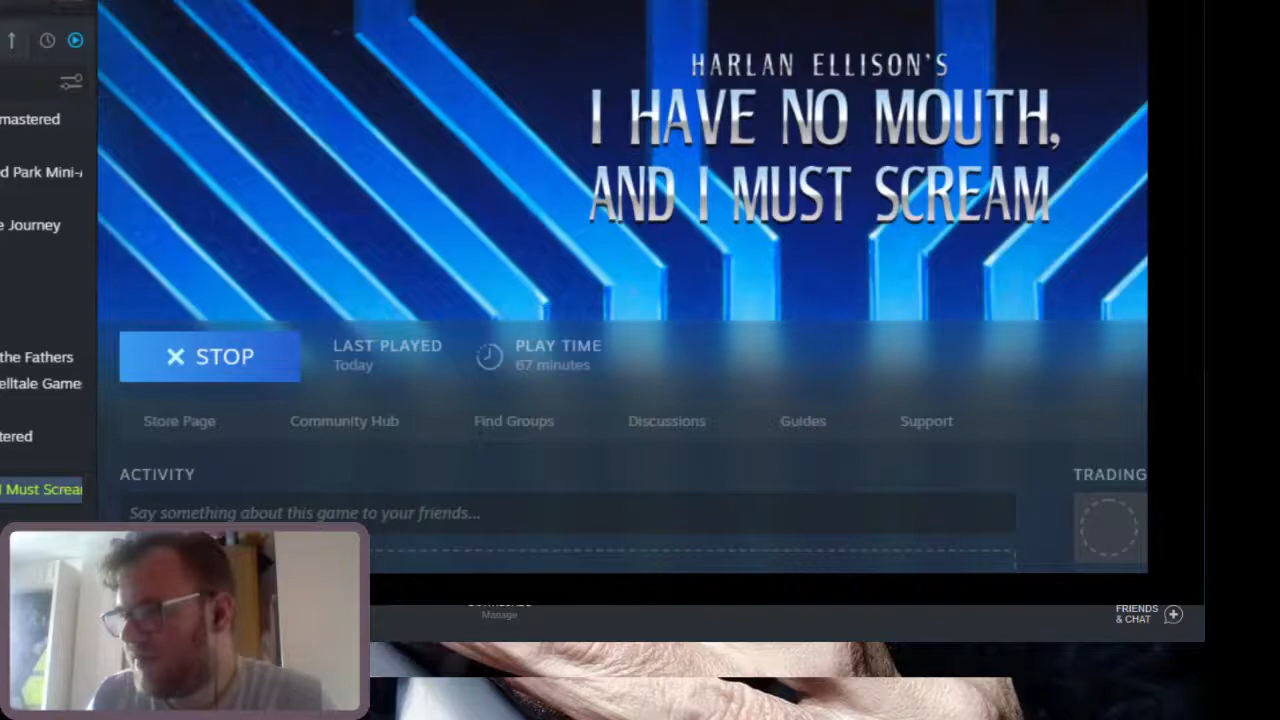 HARLAN ELLISON'S
I HAVE NO MOUTH,
AND I MUST SCREAM
mastered
d Park Mini-
e Journey
the Fathers
elltale Game
tered
I Must Screa
STOP
LAST PLAYED
Today
PLAY TIME
67 minutes
Store Page
Community Hub
Find Groups
Discussions
Guides
Support
ACTIVITY
TRADING
Say something about this game to your friends...
Manage
FRIENDS
& CHAT